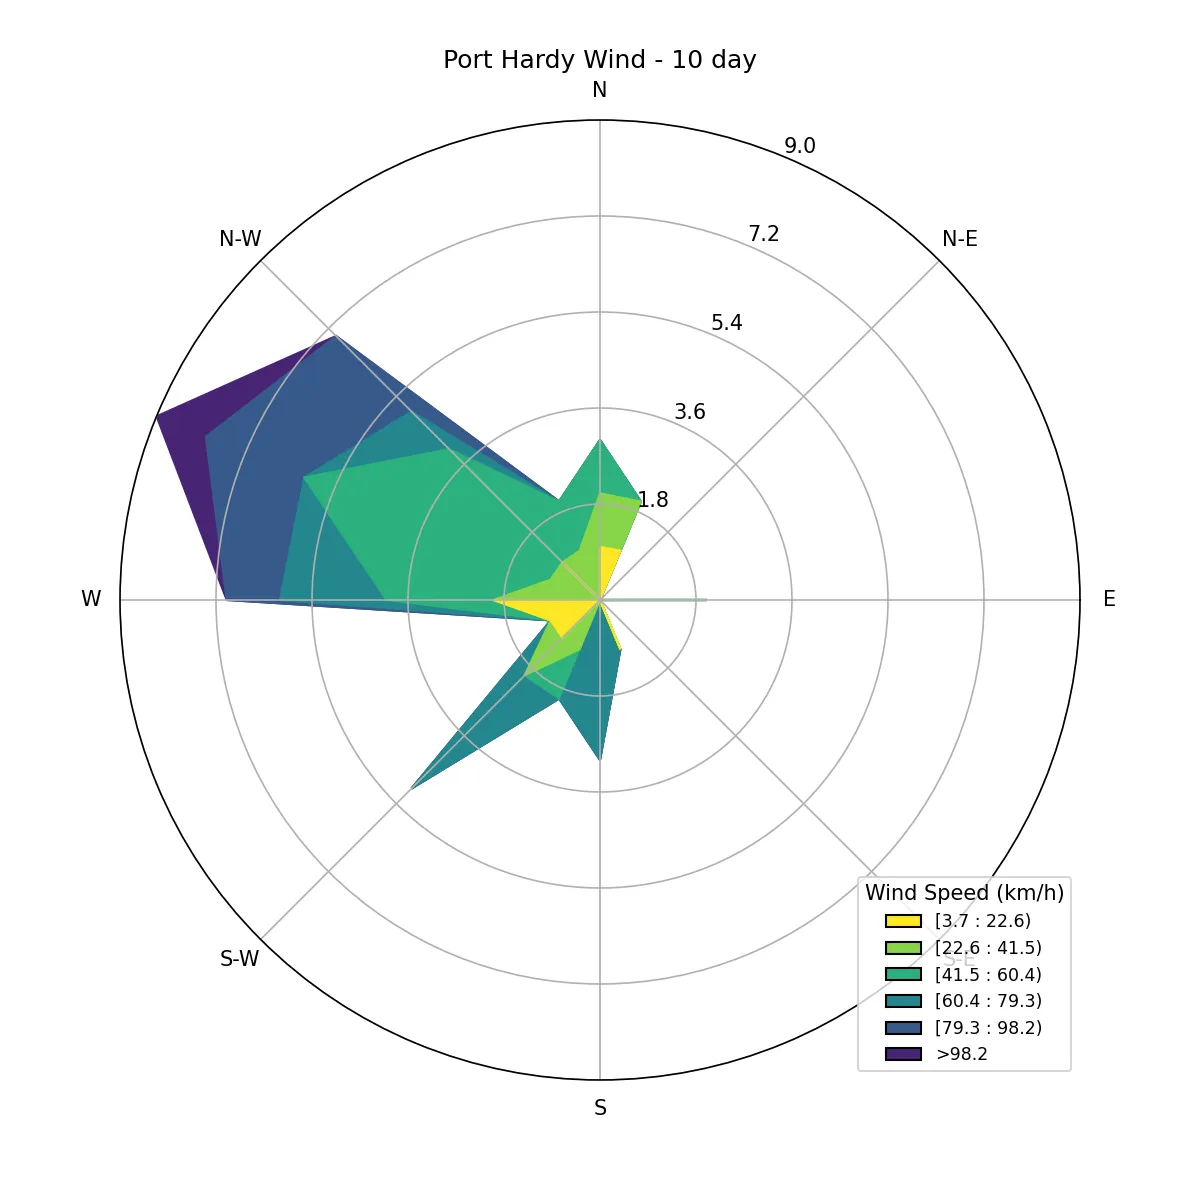 Port Hardy Wind - 10 day
N
9.0
N-W
7.2
N-E
5.4
3.6
1.8
W
E
S-W
S-E
S
Wind Speed (km/h)
[3.7 : 22.6)
[22.6 : 41.5)
[41.5 : 60.4)
[60.4 : 79.3)
[79.3 : 98.2)
>98.2